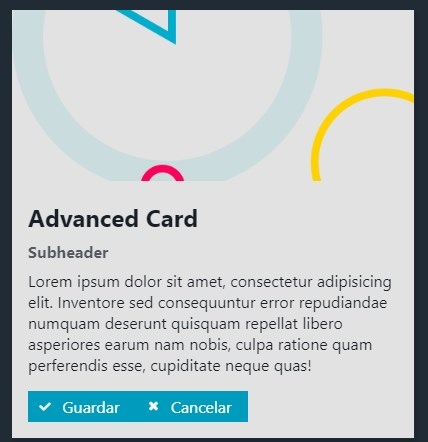 Advanced Card
Subheader
Lorem ipsum dolor sit amet, consectetur adipisicing
elit. Inventore sed consequuntur error repudiandae
numquam deserunt quisquam repellat libero
asperiores earum nam nobis, culpa ratione quam
perferendis esse, cupiditate neque quas!
Guardar Cancelar